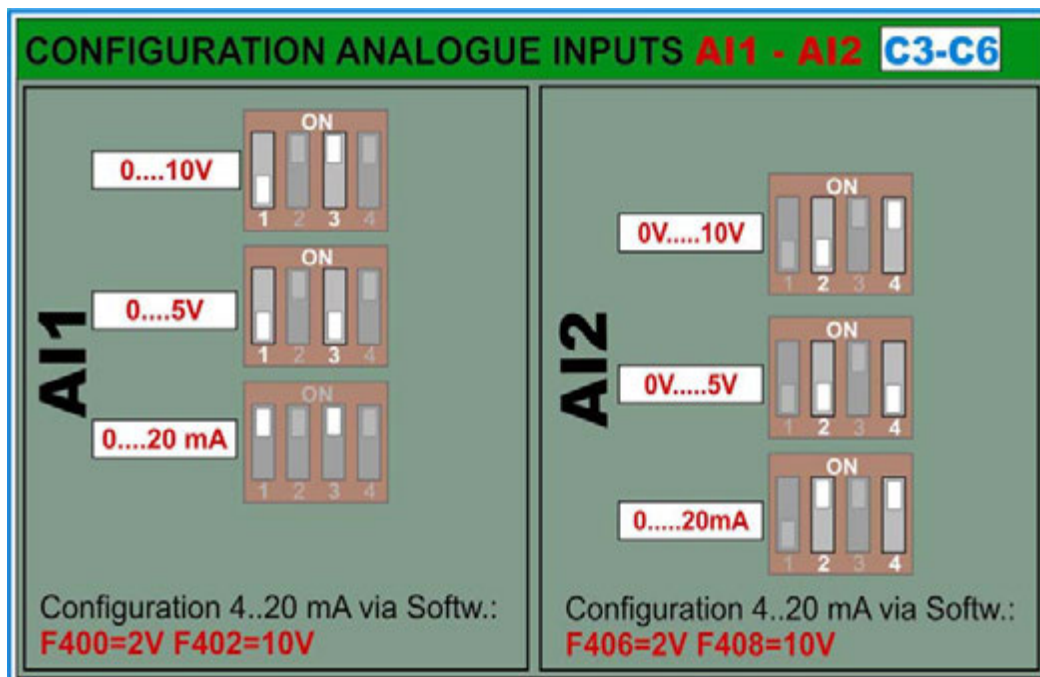 CONFIGURATION ANALOGUE INPUTS AI1 - AI2 C3-C6
AI1
0....10V
ON
1 2 3 4
0....5V
ON
1 2 3 4
0....20 mA
ON
1 2 3 4
Configuration 4..20 mA via Softw.:
F400=2V F402=10V
AI2
0V.....10V
ON
1 2 3 4
0V.....5V
ON
1 2 3 4
0.....20mA
ON
1 2 3 4
Configuration 4..20 mA via Softw.:
F406=2V F408=10V